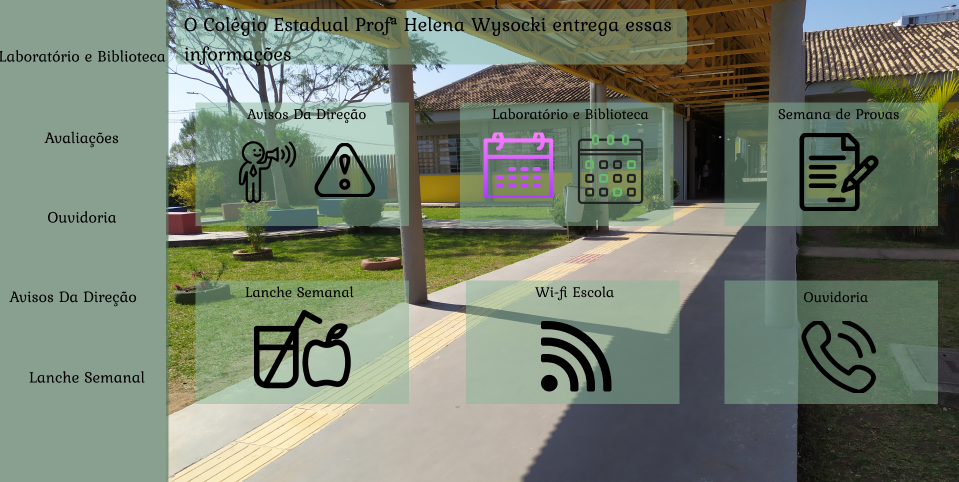 O Colégio Estadual Profª Helena Wysocki entrega essas
informações
Laboratório e Biblioteca
Avaliações
Ouvidoria
Avisos Da Direção
Lanche Semanal
Avisos Da Direção
Laboratório e Biblioteca
Semana de Provas
Lanche Semanal
Wi-fi Escola
Ouvidoria